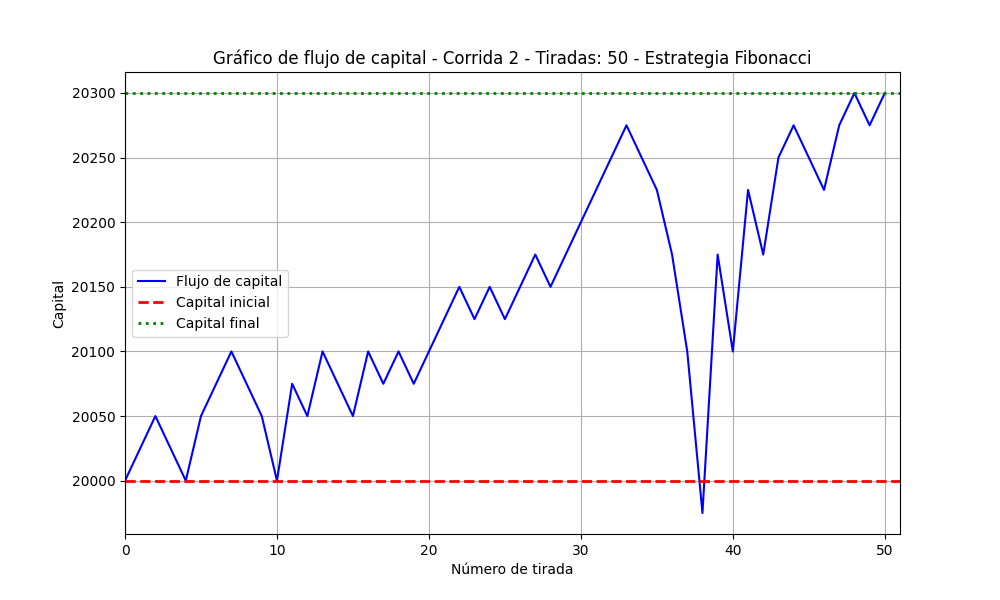 Gráfico de flujo de capital - Corrida 2 - Tiradas: 50 - Estrategia Fibonacci
20300
20250
20200
20150
20100
20050
20000
Capital
Flujo de capital
Capital inicial
Capital final
0 10 20 30 40 50
Número de tirada